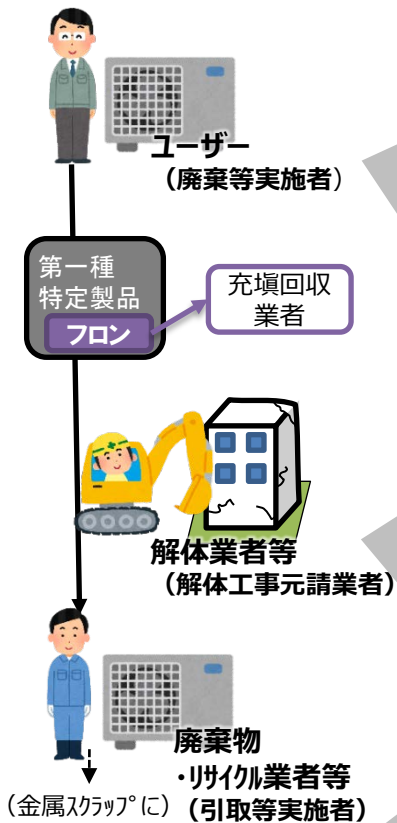 ユーザー
（廃棄等実施者）
第一種
特定製品
フロン
充塡回収
業者
解体業者等
（解体工事元請業者）
廃棄物
・ﾘｻｲｸﾙ業者等
（金属ｽｸﾗｯﾌﾟに）
（引取等実施者）